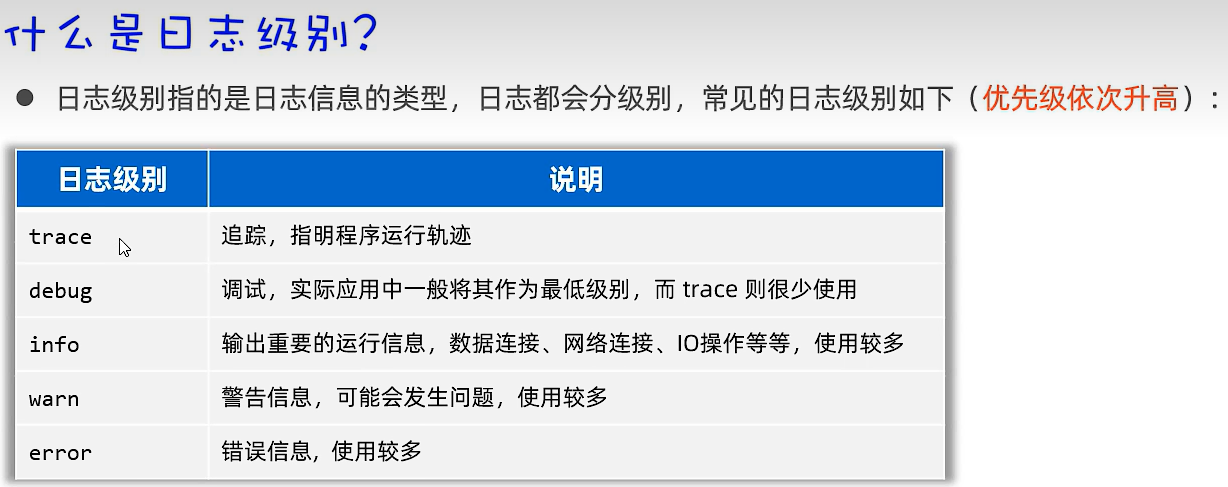 什么是日志级别？
● 日志级别指的是日志信息的类型，日志都会分级别，常见的日志级别如下（优先级依次升高）：
日志级别 说明
trace 追踪，指明程序运行轨迹
debug 调试，实际应用中一般将其作为最低级别，而 trace 则很少使用
info 输出重要的运行信息，数据连接、网络连接、IO操作等等，使用较多
warn 警告信息，可能会发生问题，使用较多
error 错误信息, 使用较多